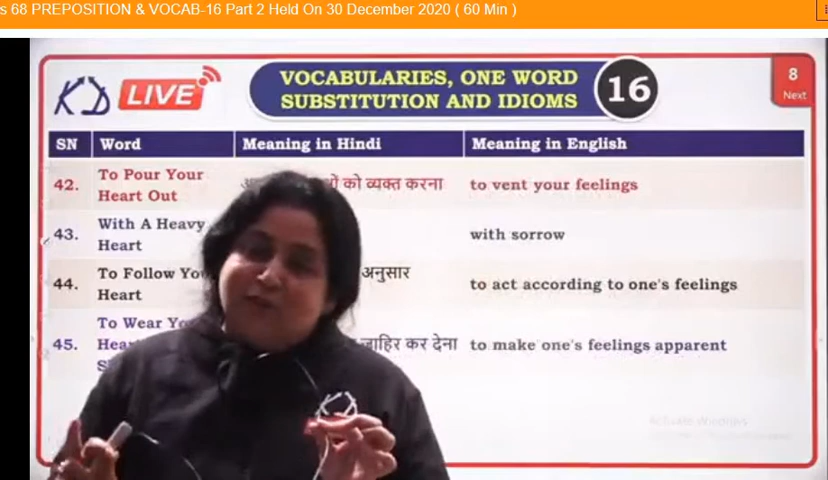 s 68 PREPOSITION & VOCAB-16 Part 2 Held On 30 December 2020 ( 60 Min )
KD LIVE
VOCABULARIES, ONE WORD
SUBSTITUTION AND IDIOMS
16
8
Next
SN Word Meaning in Hindi Meaning in English
42. To Pour Your
Heart Out
को व्यक्त करना
to vent your feelings
43. With A Heavy
Heart
with sorrow
44. To Follow
Heart
अनुसार
to act according to one's feelings
45. To Wear
जाहिर कर देना
to make one's feelings apparent
KD